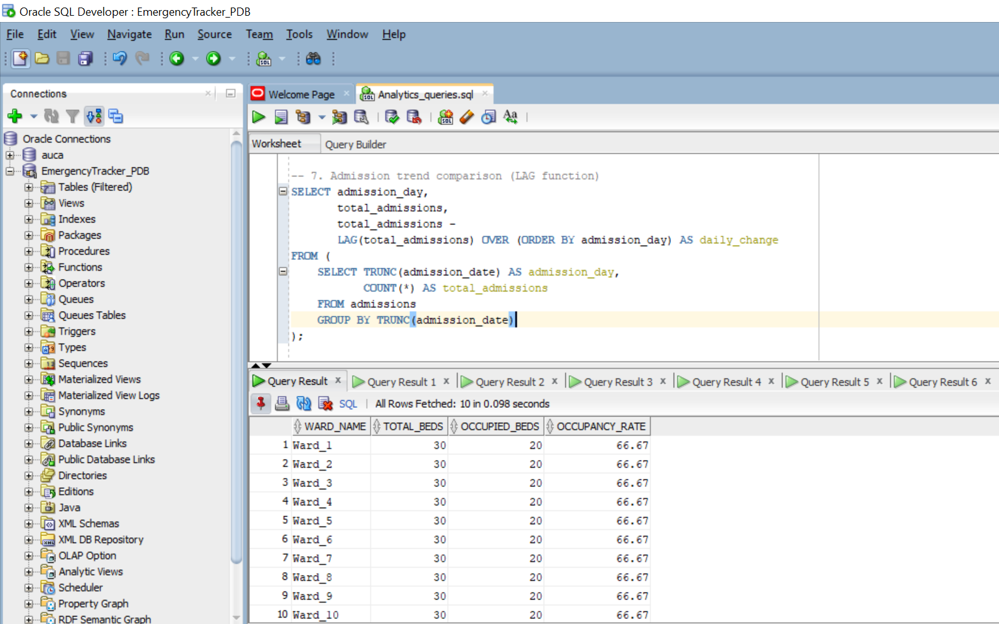 Oracle SQL Developer : EmergencyTracker_PDB
File Edit View Navigate Run Source Team Tools Window Help
Connections
Oracle Connections
auca
EmergencyTracker_PDB
Tables (Filtered)
Views
Indexes
Packages
Procedures
Functions
Operators
Queues
Queues Tables
Triggers
Types
Sequences
Materialized Views
Materialized View Logs
Synonyms
Public Synonyms
Database Links
Public Database Links
Directories
Editions
Java
XML Schemas
XML DB Repository
OLAP Option
Analytic Views
Scheduler
Property Graph
RDF Semantic Graph
Welcome Page Analytics_queries.sql
Worksheet Query Builder
-- 7. Admission trend comparison (LAG function)
SELECT admission_day,
total_admissions,
total_admissions -
LAG(total_admissions) OVER (ORDER BY admission_day) AS daily_change
FROM (
SELECT TRUNC(admission_date) AS admission_day,
COUNT(*) AS total_admissions
FROM admissions
GROUP BY TRUNC(admission_date)
);
Query Result Query Result 1 Query Result 2 Query Result 3 Query Result 4 Query Result 5 Query Result 6
SQL All Rows Fetched: 10 in 0.098 seconds
WARD_NAME TOTAL_BEDS OCCUPIED_BEDS OCCUPANCY_RATE
1 Ward_1 30 20 66.67
2 Ward_2 30 20 66.67
3 Ward_3 30 20 66.67
4 Ward_4 30 20 66.67
5 Ward_5 30 20 66.67
6 Ward_6 30 20 66.67
7 Ward_7 30 20 66.67
8 Ward_8 30 20 66.67
9 Ward_9 30 20 66.67
10 Ward_10 30 20 66.67